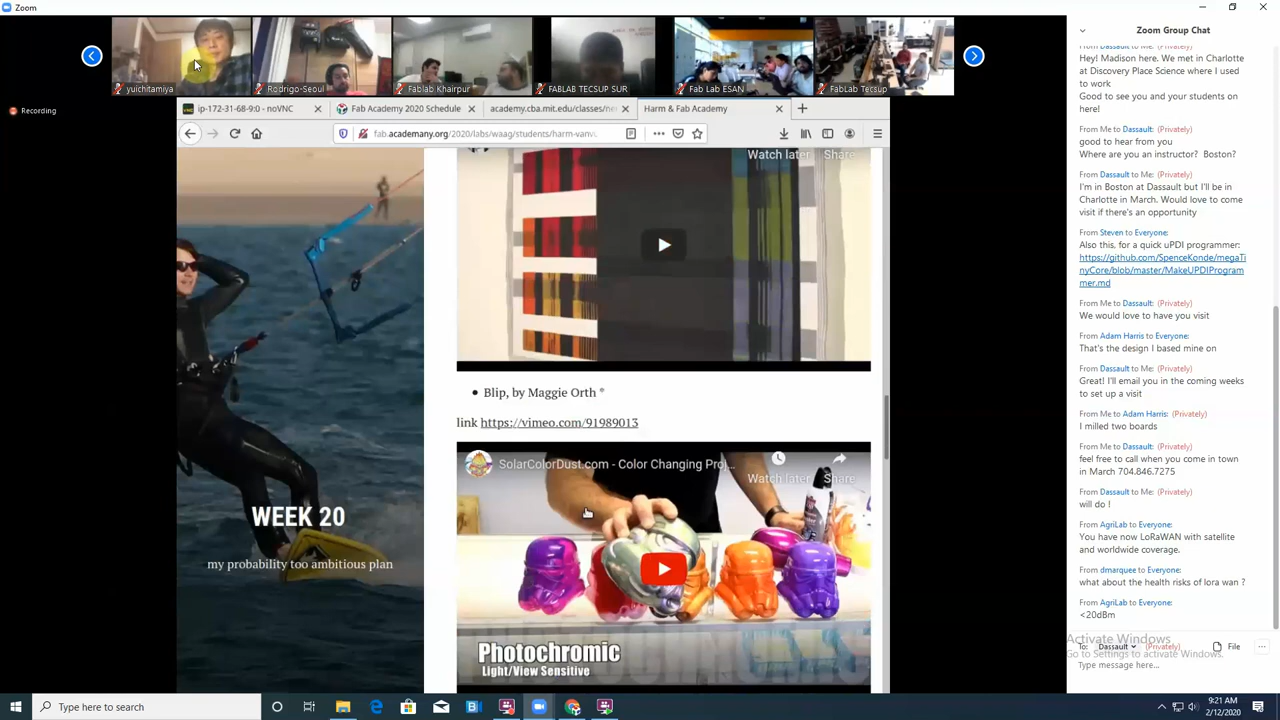 Zoom
yuichitamiya
Rodrigo-Seoul
Fablab Khairpur
FABLAB TECSUP SUR
Fab Lab ESAN
FabLab Tecsup
Recording
ip-172-31-68-9:0 - noVNC
Fab Academy 2020 Schedule
academy.cba.mit.edu/classes/ne
Harm & Fab Academy
fab.academany.org/2020/labs/waag/students/harm-vanv
Watch later
Share
Blip, by Maggie Orth *
link https://vimeo.com/91989013
SolarColorDust.com - Color Changing Proj...
Watch later
Share
Photochromic
Light/View Sensitive
WEEK 20
my probability too ambitious plan
Zoom Group Chat
From Dassault to Me: (Privately)
Hey! Madison here. We met in Charlotte
at Discovery Place Science where I used
to work
Good to see you and your students on
here!
From Me to Dassault: (Privately)
good to hear from you
Where are you an instructor? Boston?
From Dassault to Me: (Privately)
I'm in Boston at Dassault but I'll be in
Charlotte in March. Would love to come
visit if there's an opportunity
From Steven to Everyone:
Also this, for a quick uPDI programmer:
https://github.com/SpenceKonde/megaTi
nyCore/blob/master/MakeUPDIProgram
mer.md
From Me to Dassault: (Privately)
We would love to have you visit
From Adam Harris to Everyone:
That's the design I based mine on
From Dassault to Me: (Privately)
Great! I'll email you in the coming weeks
to set up a visit
From Me to Adam Harris: (Privately)
I milled two boards
From Me to Dassault: (Privately)
feel free to call when you come in town
in March 704.846.7275
From Dassault to Me: (Privately)
will do !
From AgriLab to Everyone:
You have now LoRaWAN with satellite
and worldwide coverage.
From dmarquee to Everyone:
what about the health risks of lora wan ?
From AgriLab to Everyone:
<20dBm
Activate Windows
Go to Settings to activate Windows.
To: Dassault (Privately)
File
Type message here...
Type here to search
9:21 AM
2/12/2020